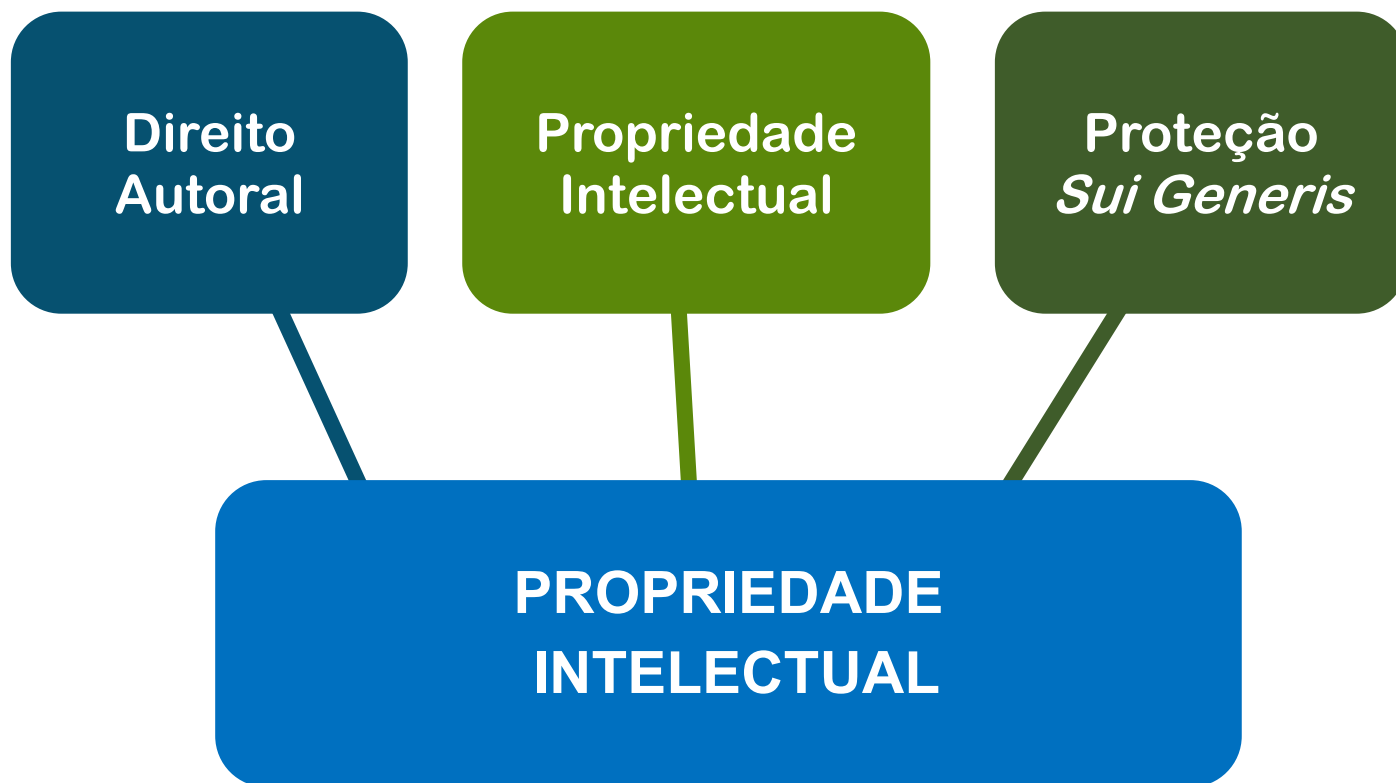 Direito
Autoral
Propriedade
Intelectual
Proteção
Sui Generis
PROPRIEDADE
INTELECTUAL